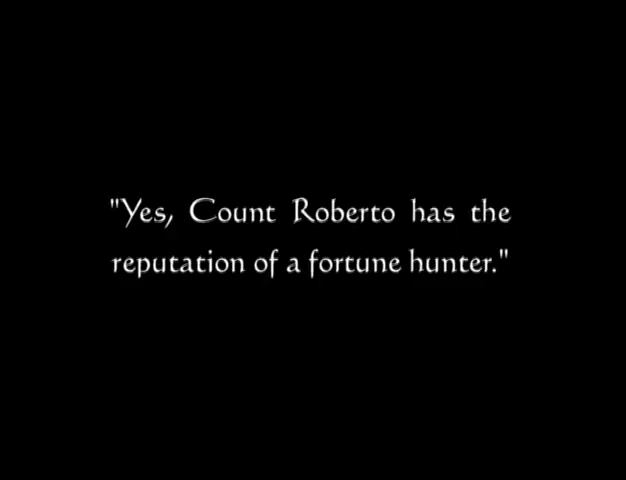 "Yes, Count Roberto has the
reputation of a fortune hunter."